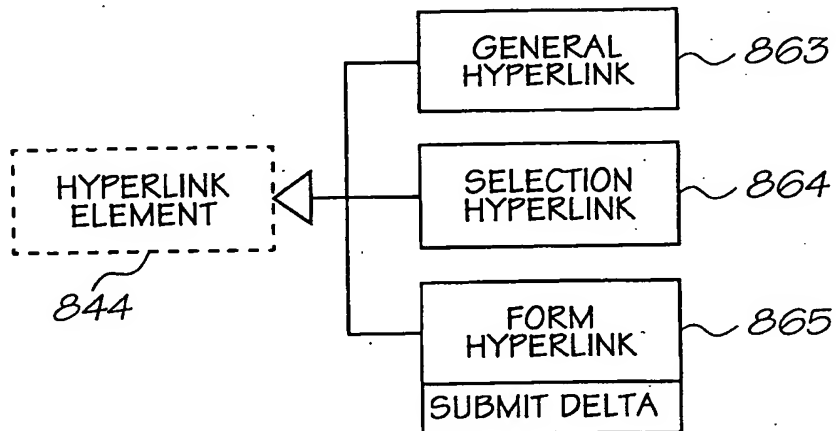 GENERAL
HYPERLINK
863
HYPERLINK
ELEMENT
844
SELECTION
HYPERLINK
864
FORM
HYPERLINK
865
SUBMIT DELTA